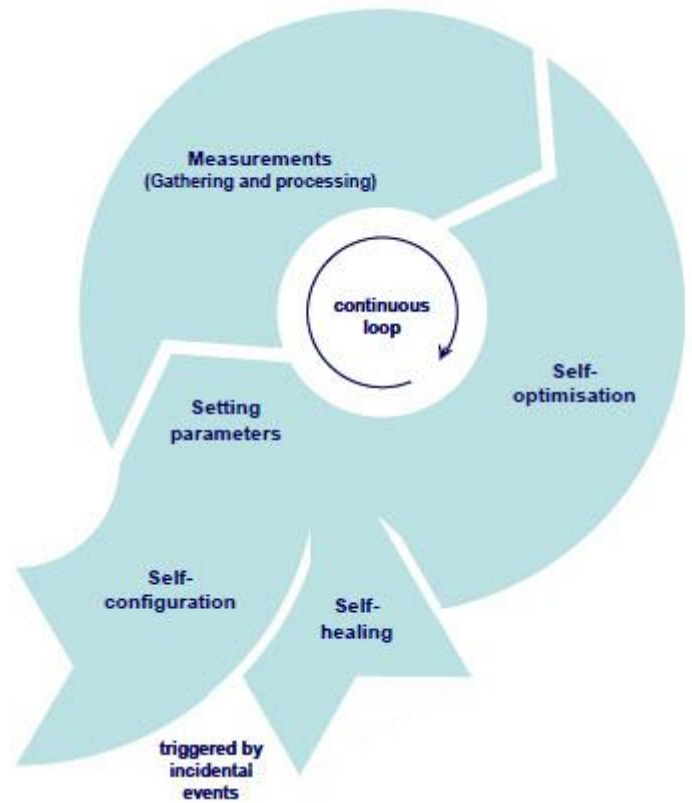 Measurements
(Gathering and processing)
continuous
loop
Self-
optimisation
Setting
parameters
Self-
configuration
Self-
healing
triggered by
incidental
events